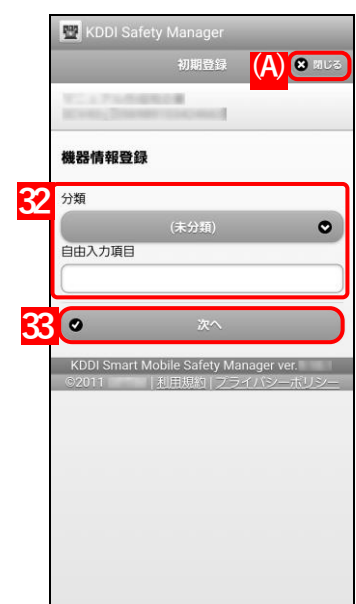 KDDI Safety Manager
初期登録
(A)
閉じる
機器情報登録
32
分類
(未分類)
自由入力項目
33
次へ
KDDI Smart Mobile Safety Manager ver.
©2011 | 利用規約 | プライバシーポリシー